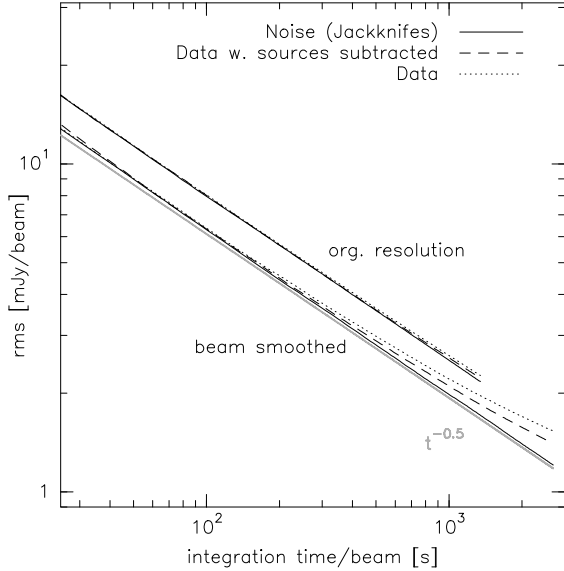 Noise (Jackknifes)
Data w. sources subtracted
Data
10^1
1
rms [mJy/beam]
org. resolution
beam smoothed
t^-0.5
10^2
10^3
integration time/beam [s]